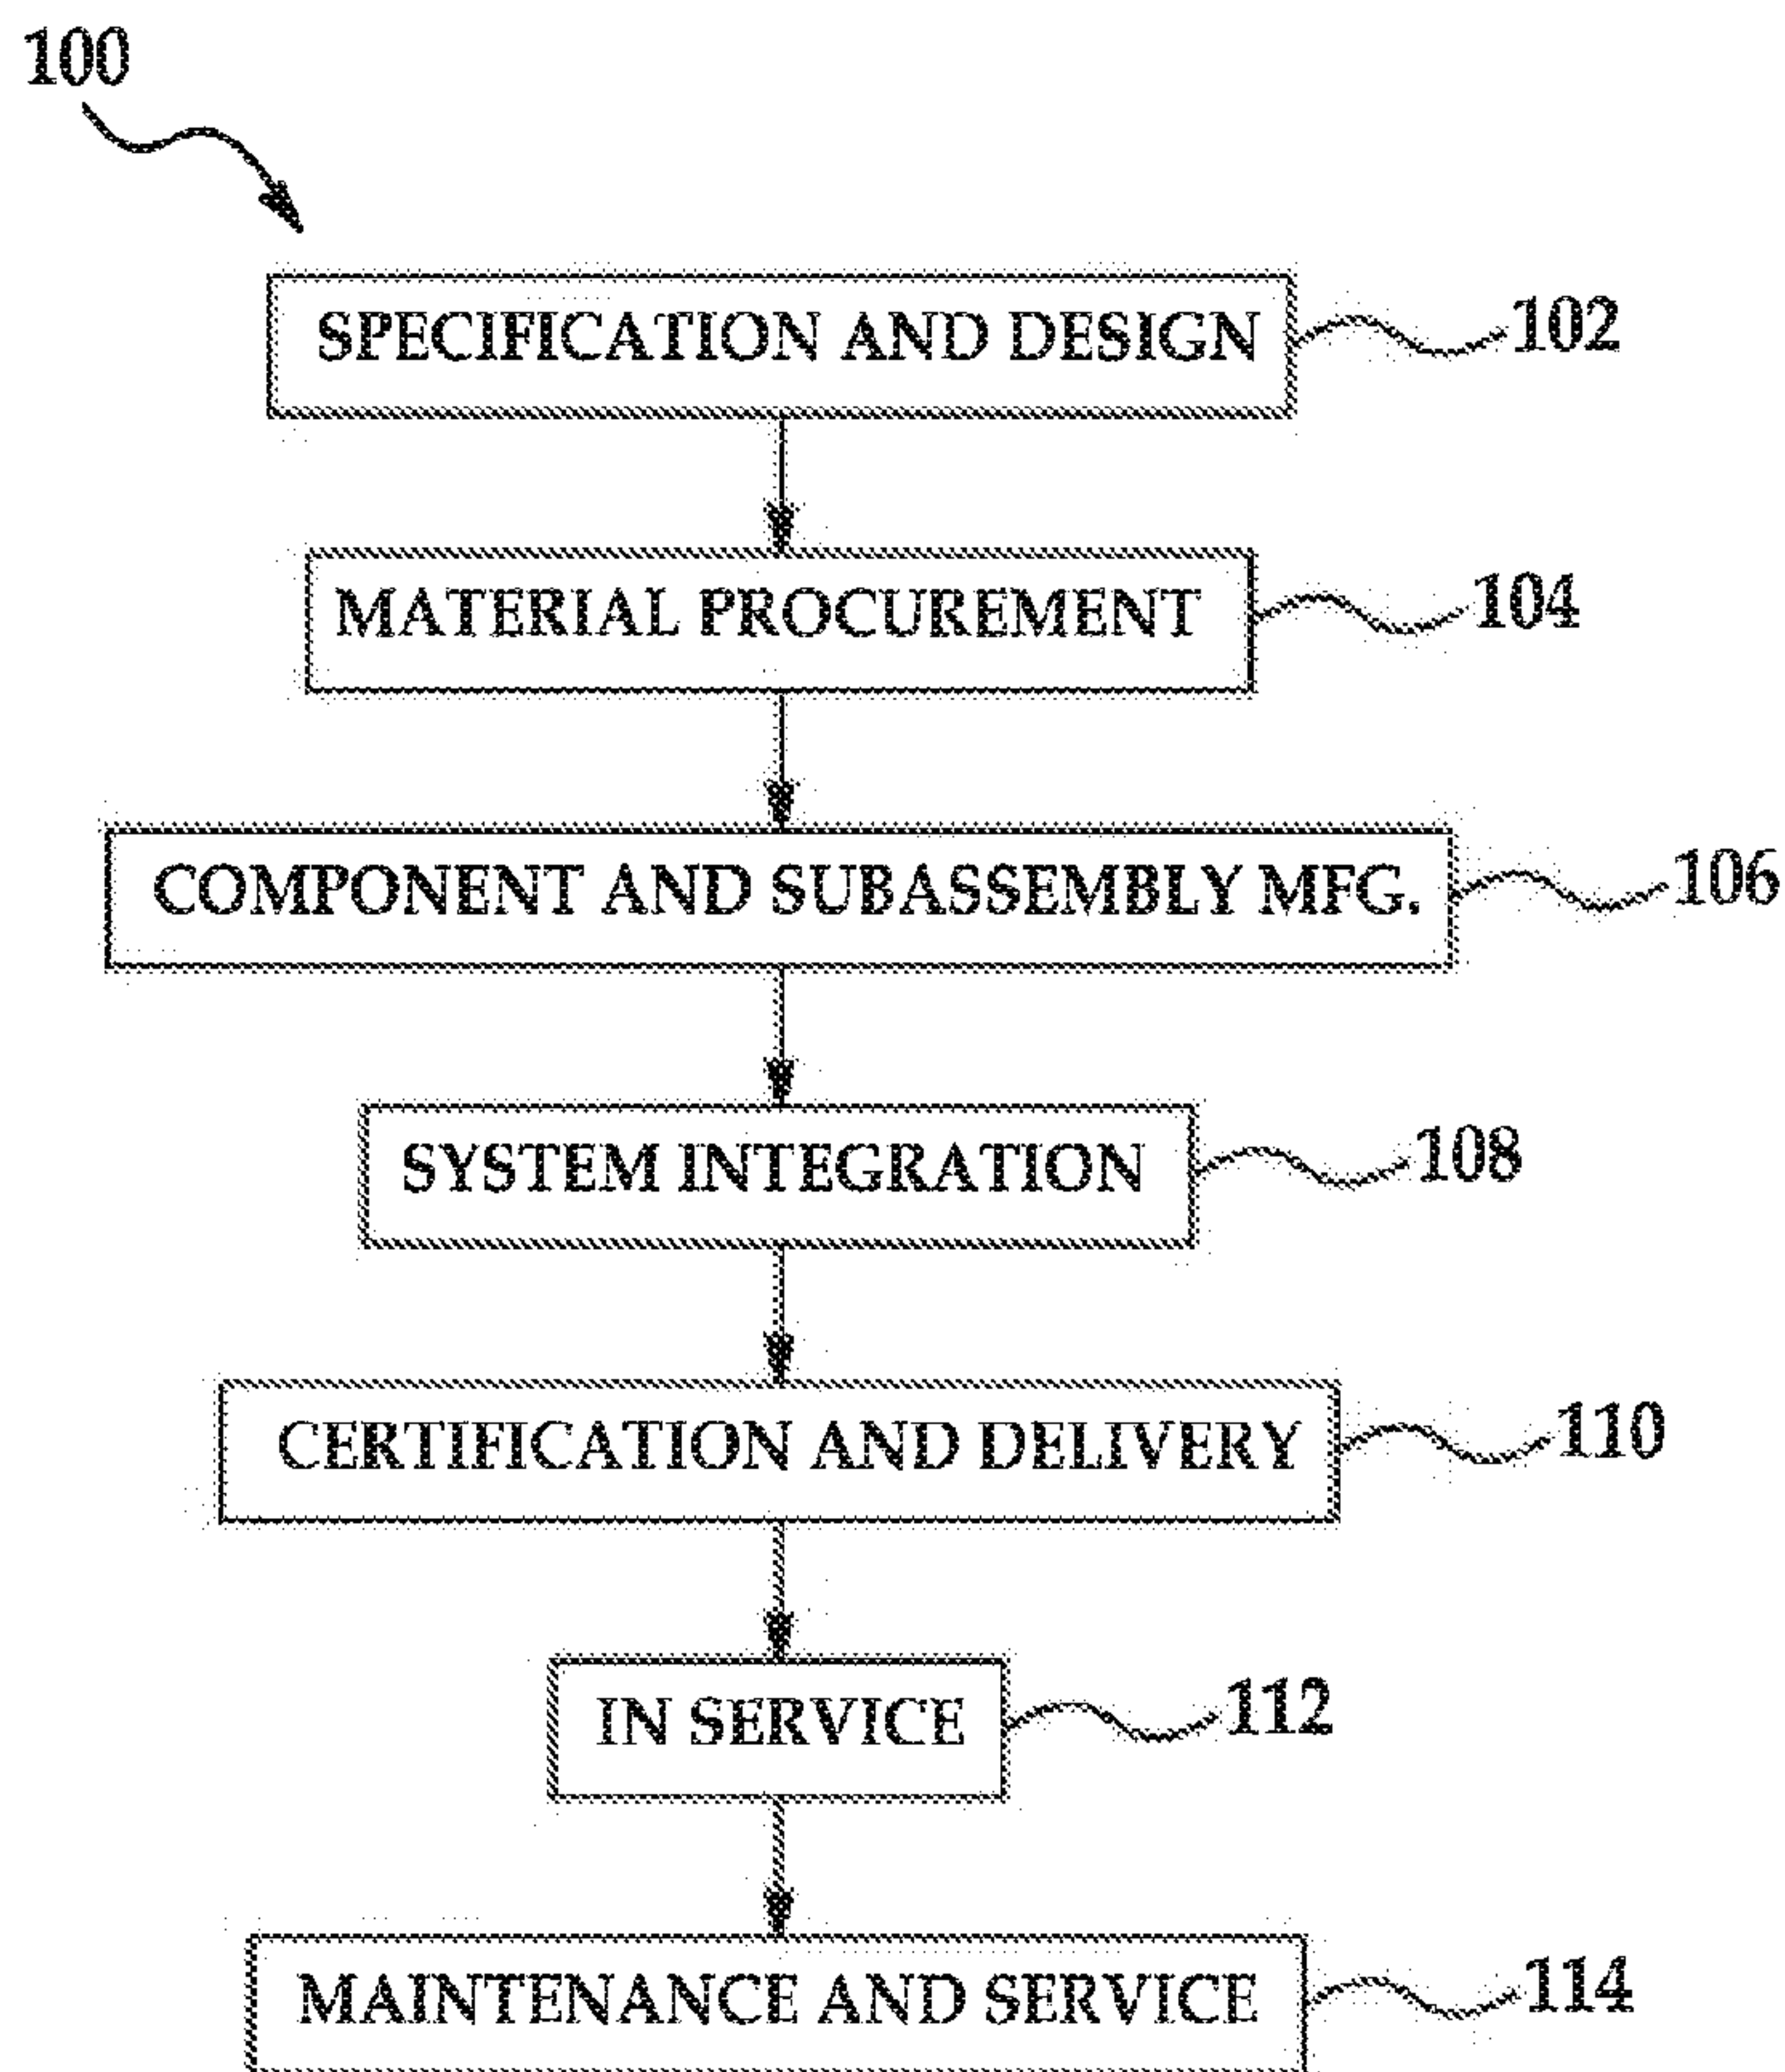 100
SPECIFICATION AND DESIGN 102
MATERIAL PROCUREMENT 104
COMPONENT AND SUBASSEMBLY MFG. 106
SYSTEM INTEGRATION 108
CERTIFICATION AND DELIVERY 110
IN SERVICE 112
MAINTENANCE AND SERVICE 114